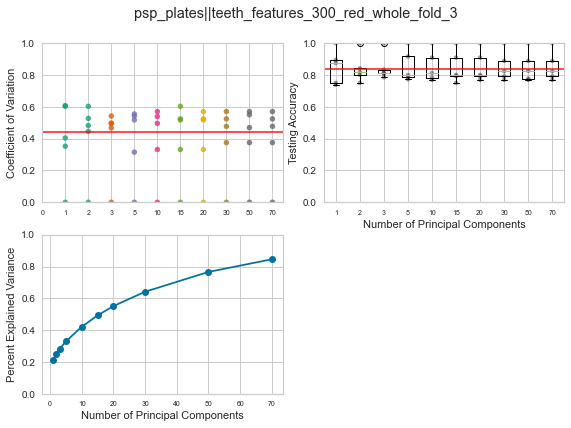 psp_plates||teeth_features_300_red_whole_fold_3
Coefficient of Variation
1.0
0.8
0.6
0.4
0.2
0.0
0 1 2 3 5 10 15 20 30 50 70
Testing Accuracy
1.0
0.8
0.6
0.4
0.2
0.0
1 2 3 5 10 15 20 30 50 70
Number of Principal Components
Percent Explained Variance
1.0
0.8
0.6
0.4
0.2
0.0
0 10 20 30 40 50 60 70
Number of Principal Components